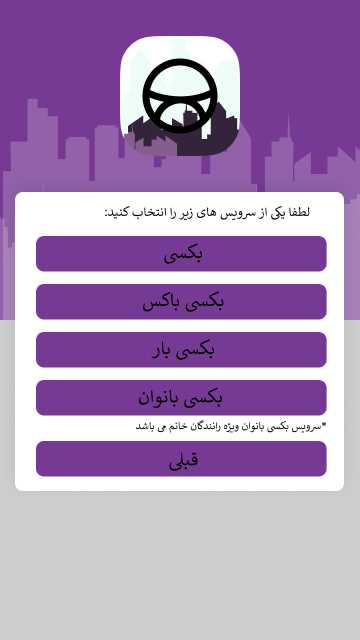 لطفا یکی از سرویس های زیر را انتخاب کنید:
بکسی
بکسی باکس
بکسی بار
بکسی بانوان
*سرویس بکسی بانوان ویژه رانندگان خانم می باشد
قبلی